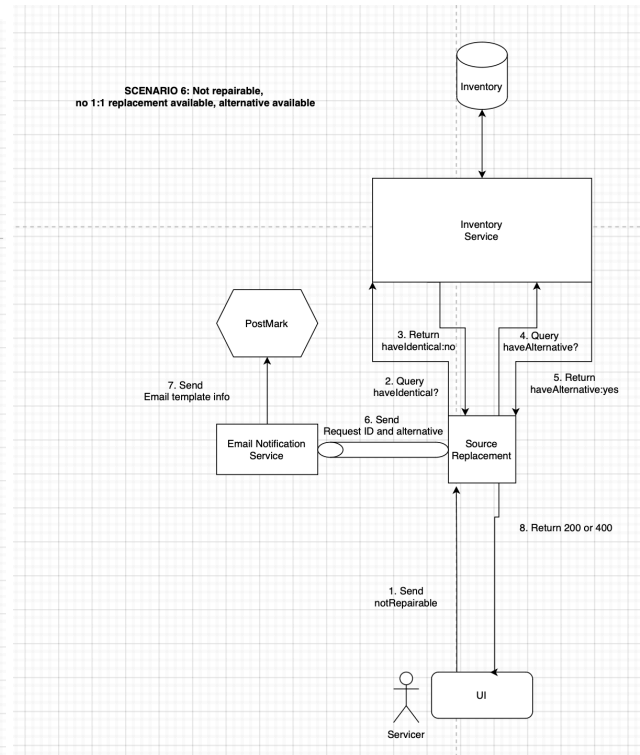 SCENARIO 6: Not repairable,
no 1:1 replacement available, alternative available
Inventory
Inventory
Service
PostMark
3. Return
haveIdentical:no
4. Query
haveAlternative?
7. Send
Email template info
2. Query
haveIdentical?
5. Return
haveAlternative:yes
6. Send
Request ID and alternative
Email Notification
Service
Source
Replacement
8. Return 200 or 400
1. Send
notRepairable
UI
Servicer